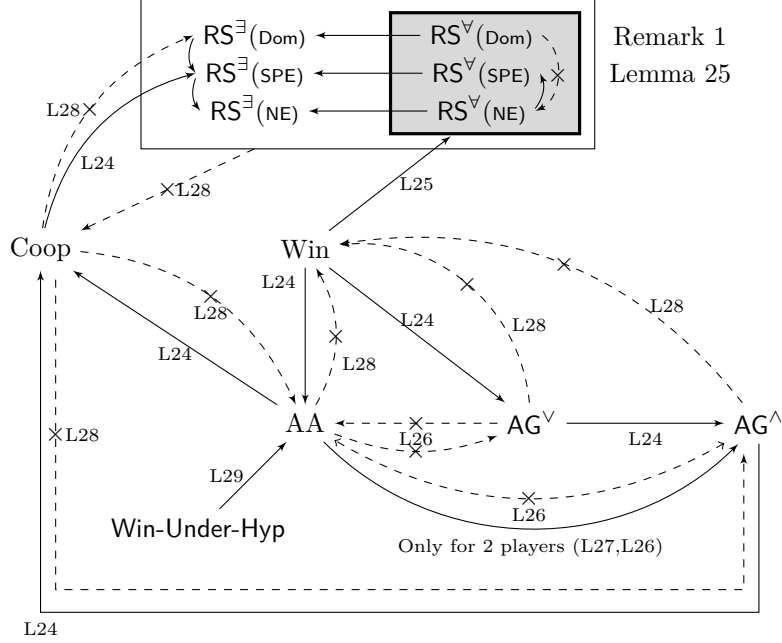 RS∃(Dom) RS∀(Dom) Remark 1
RS∃(SPE) RS∀(SPE) Lemma 25
RS∃(NE) RS∀(NE)
L28
L24
L28
L25
Coop Win
L24
L28
L24
L28
L24
L28
L28
AA AG∨ AG∧
L26
L24
L28
L29
L26
Win-Under-Hyp
Only for 2 players (L27,L26)
L24